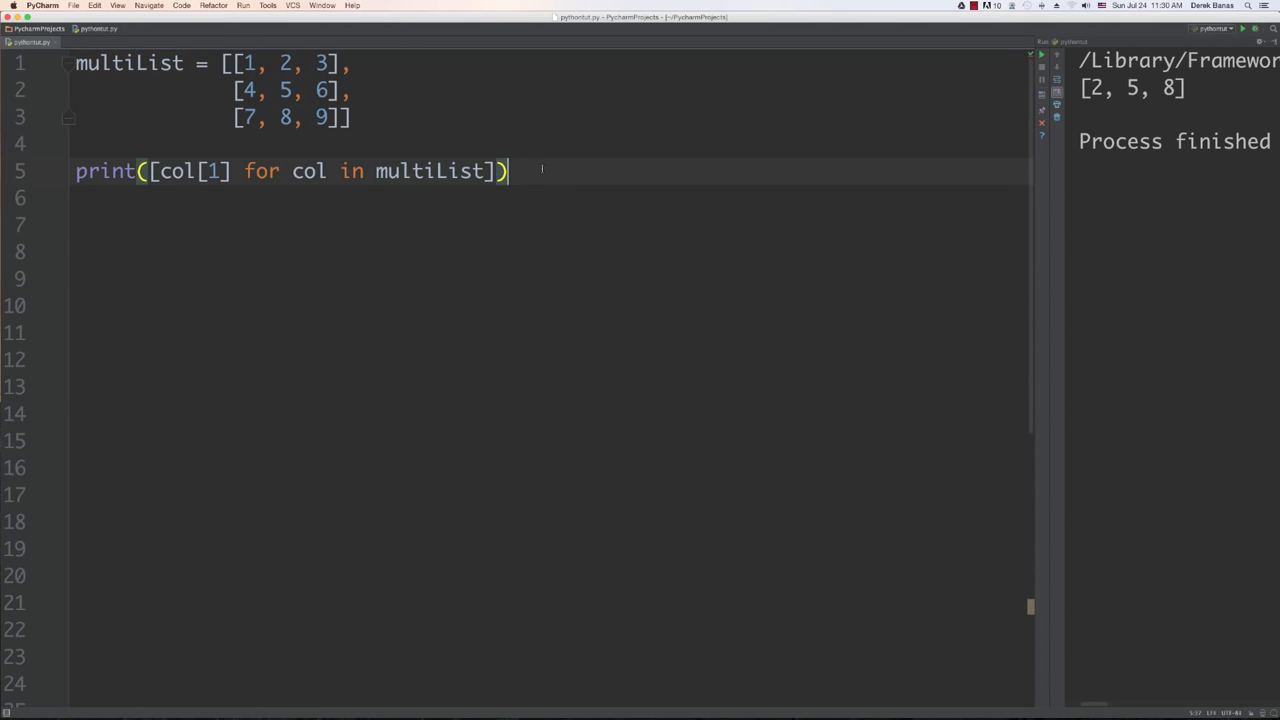 PyCharm File Edit View Navigate Code Refactor Run Tools VCS Window Help 10 Sun Jul 24 11:30 AM Derek Banas
pythontut.py - PycharmProjects - [~/PycharmProjects]
PycharmProjects pythontut.py pythontut
pythontut.py Run pythontut
1 multiList = [[1, 2, 3],
2 [4, 5, 6],
3 [7, 8, 9]]
4
5 print([col[1] for col in multiList])
6
7
8
9
10
11
12
13
14
15
16
17
18
19
20
21
22
23
24
/Library/Framewor
[2, 5, 8]
Process finished
5:37 LF÷ UTF-8÷